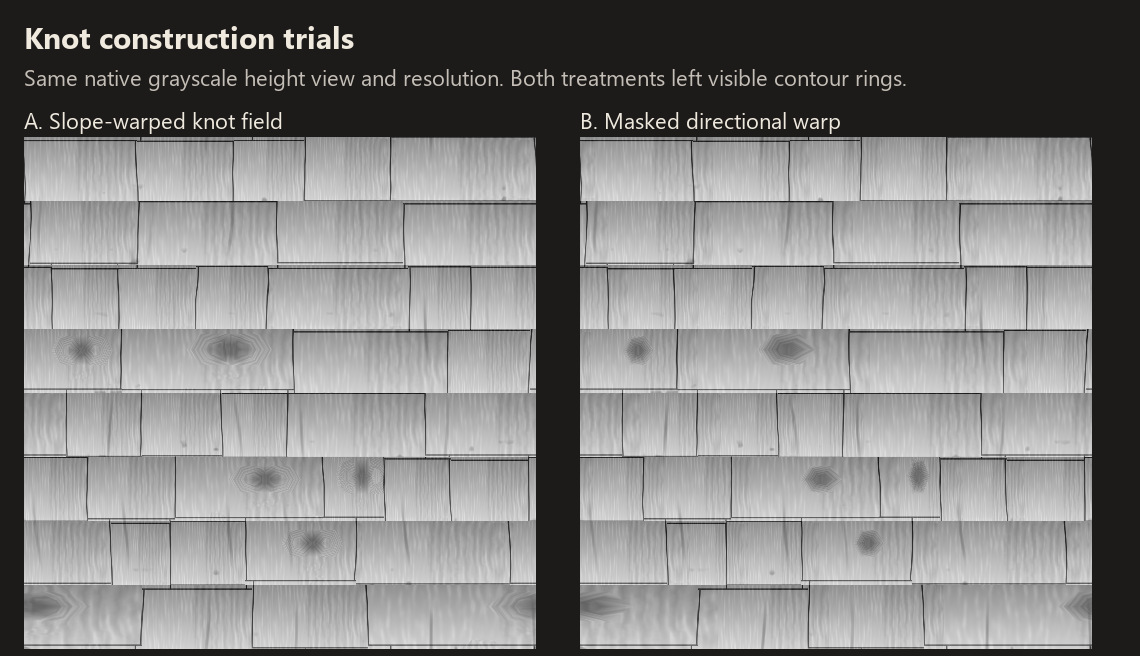 Knot construction trials
Same native grayscale height view and resolution. Both treatments left visible contour rings.
A. Slope-warped knot field
B. Masked directional warp